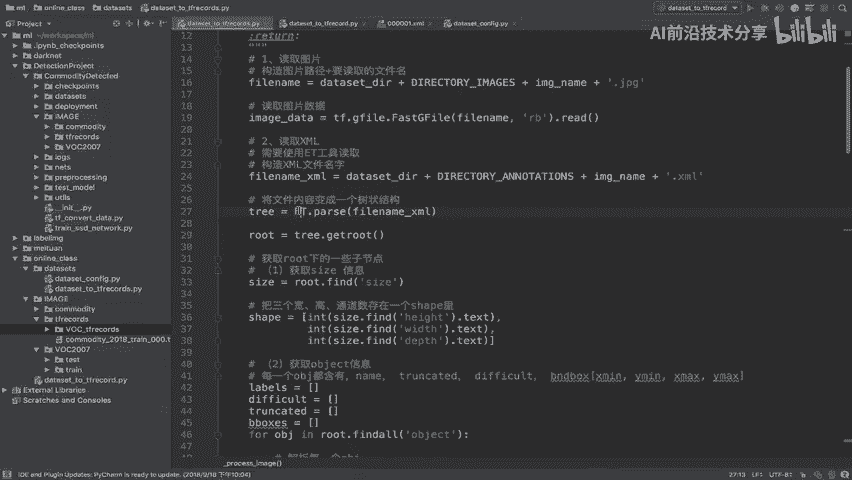 ml
online_class
datasets
dataset_to_tfrecords.py
dataset_to_tfrecords
AI前沿技术分享
bilibili
dataset_to_tfrecords.py
dataset_to_tfrecord.py
000001.xml
dataset_config.py
Project
ml ~/workspace/ml
.ipynb_checkpoints
darknet
DetectionProject
CommodityDetected
checkpoints
datasets
deployment
IMAGE
commodity
tfrecords
VOC2007
logs
nets
preprocessing
test_model
utils
__init__.py
tf_convert_data.py
train_ssd_network.py
labelimg
meituan
online_class
datasets
dataset_config.py
dataset_to_tfrecords.py
IMAGE
commodity
tfrecords
VOC_tfrecords
commodity_2018_train_000.t
VOC2007
test
train
dataset_to_tfrecord.py
External Libraries
Scratches and Consoles
12 :return:
13 """
14 # 1、读取图片
15 # 构造图片路径+要读取的文件名
16 filename = dataset_dir + DIRECTORY_IMAGES + img_name + '.jpg'
17
18 # 读取图片数据
19 image_data = tf.gfile.FastGFile(filename, 'rb').read()
20
21 # 2、读取XML
22 # 需要使用ET工具读取
23 # 构造XML文件名字
24 filename_xml = dataset_dir + DIRECTORY_ANNOTATIONS + img_name + '.xml'
25
26 # 将文件内容变成一个树状结构
27 tree = ET.parse(filename_xml)
28
29 root = tree.getroot()
30
31 # 获取root下的一些子节点
32 # （1）获取size 信息
33 size = root.find('size')
34
35 # 把三个宽、高、通道数存在一个shape里
36 shape = [int(size.find('height').text),
37 int(size.find('width').text),
38 int(size.find('depth').text)]
39
40 # （2）获取object信息
41 # 每一个obj都含有, name, truncated, difficult, bndbox[xmin, ymin, xmax, ymax]
42 labels = []
43 difficult = []
44 truncated = []
45 bboxes = []
46 for obj in root.findall('object'):
47
_process_image()
IDE and Plugin Updates: PyCharm is ready to update. (2018/9/18 下午10:04)
27:13 LF÷ UTF-8÷